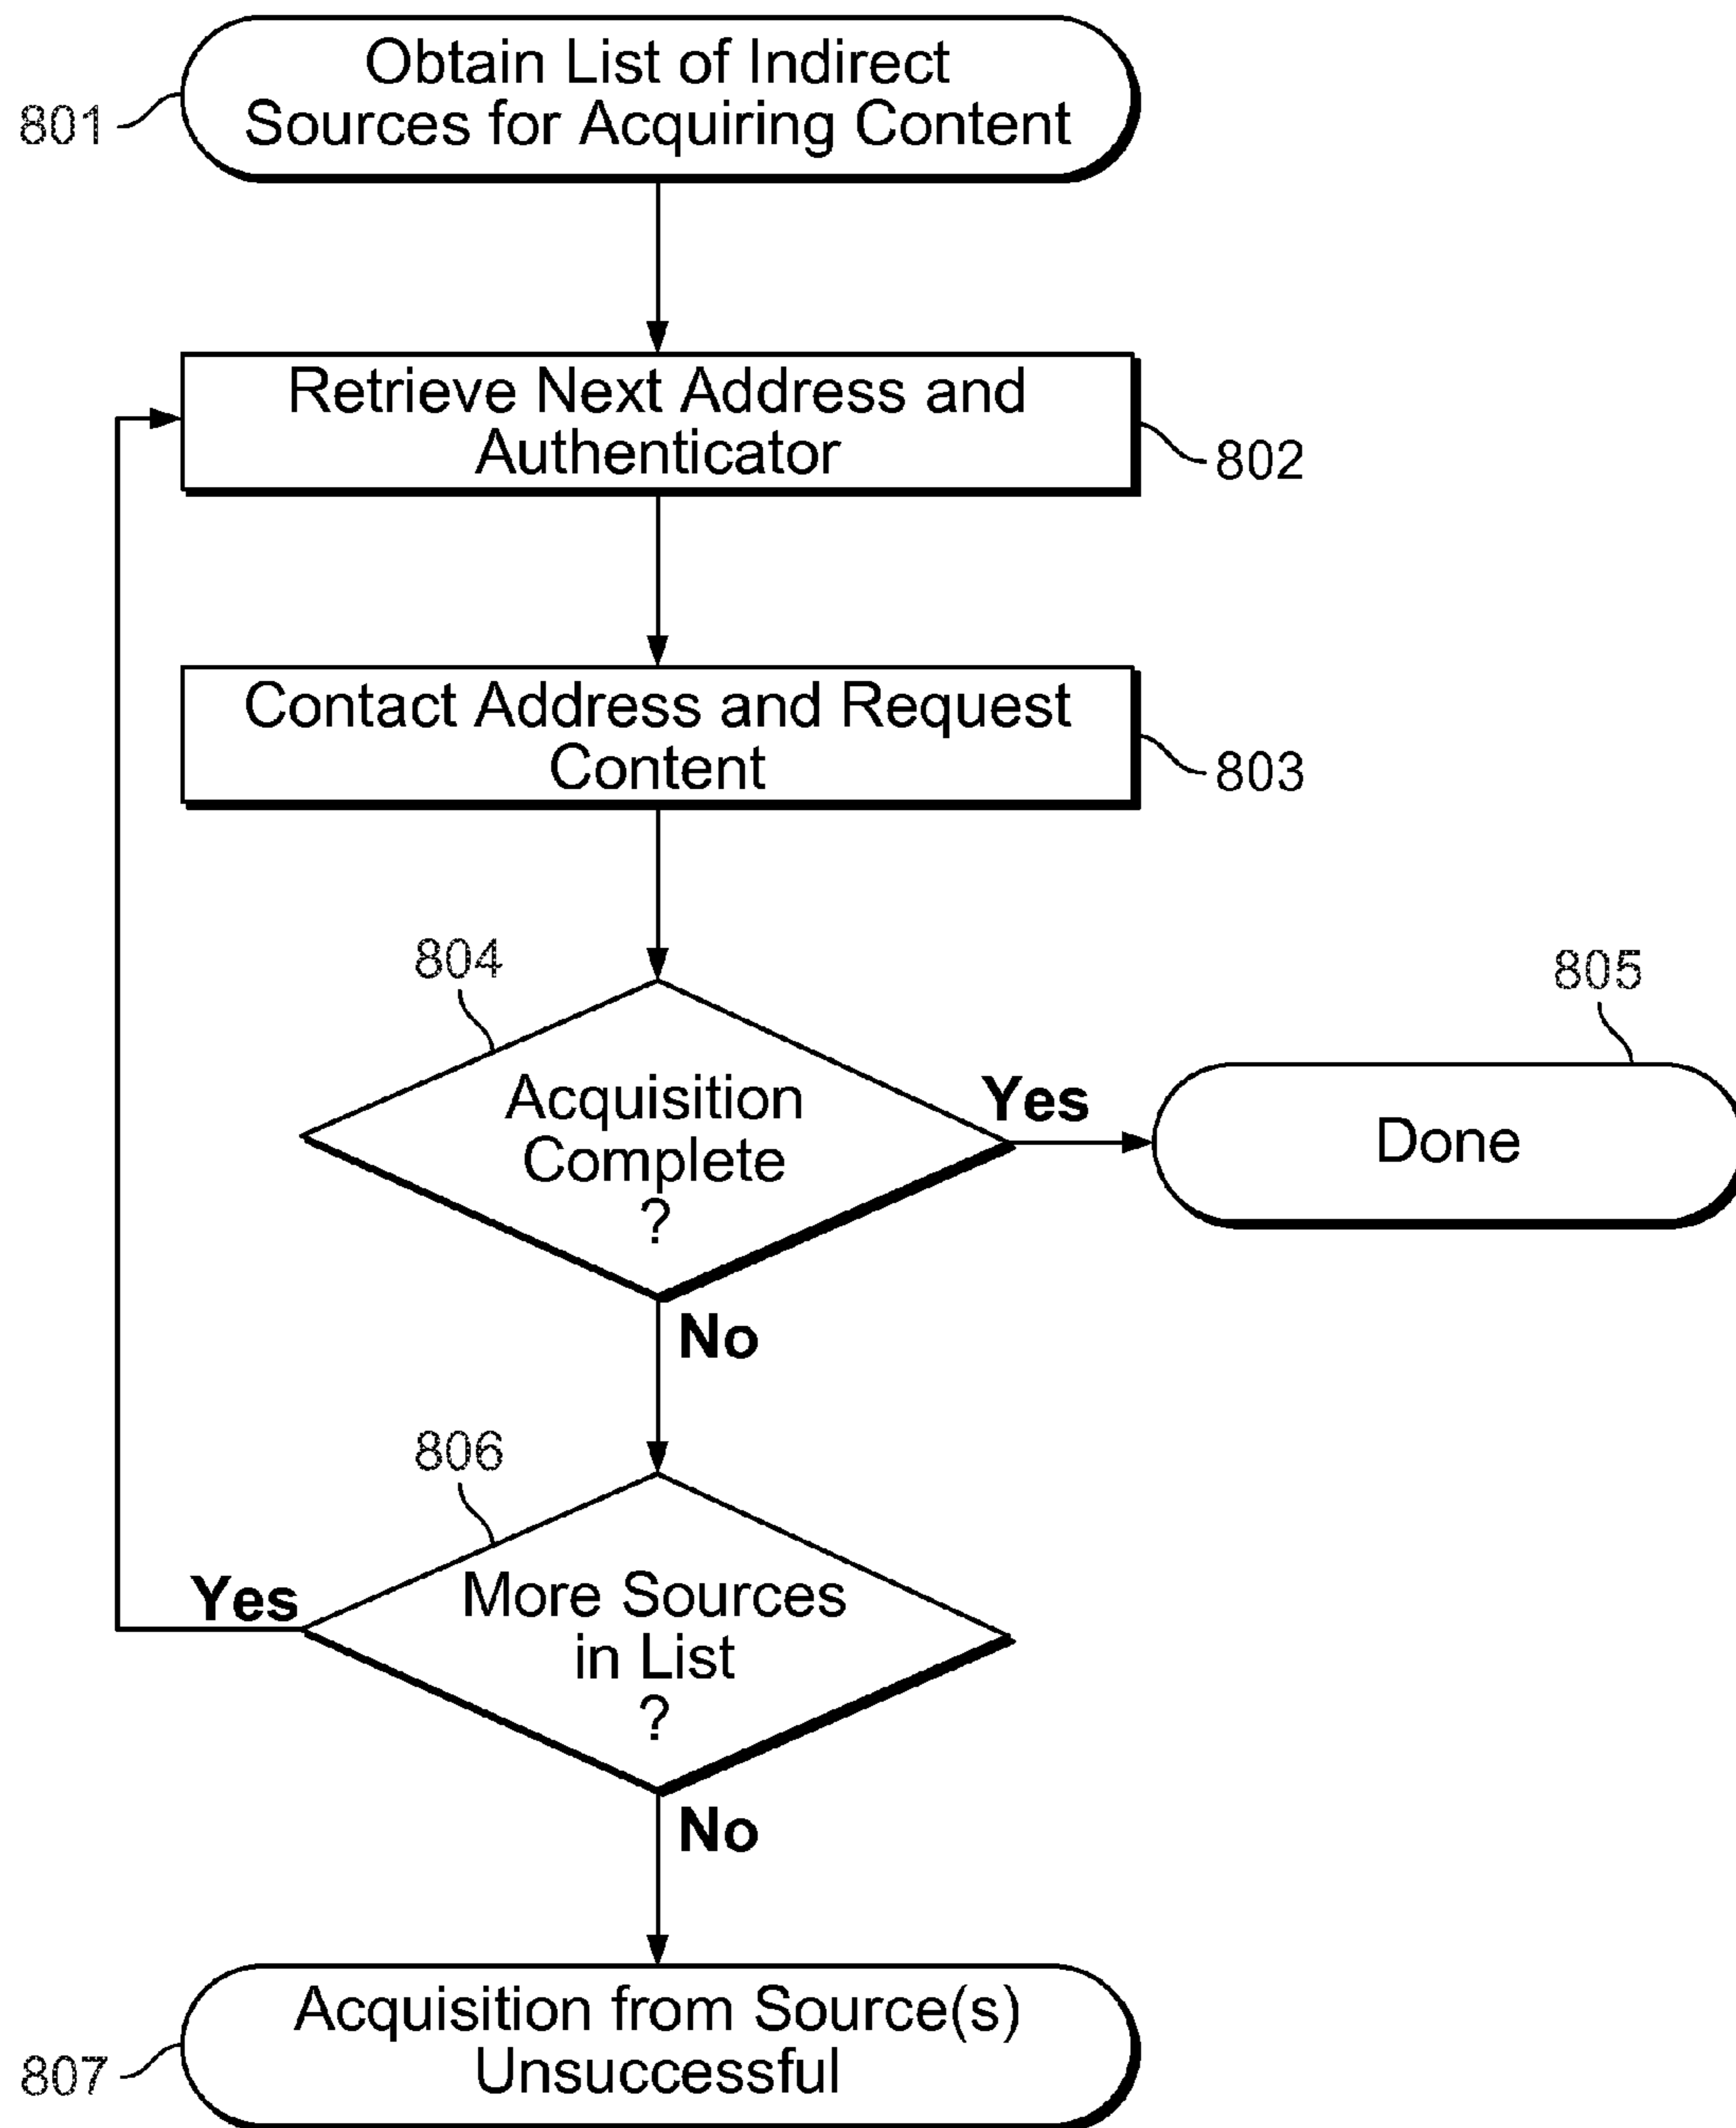 Obtain List of Indirect
Sources for Acquiring Content
801
Retrieve Next Address and
Authenticator
802
Contact Address and Request
Content
803
804
Acquisition
Complete
?
Yes
805
Done
No
806
More Sources
in List
?
Yes
No
Acquisition from Source(s)
Unsuccessful
807